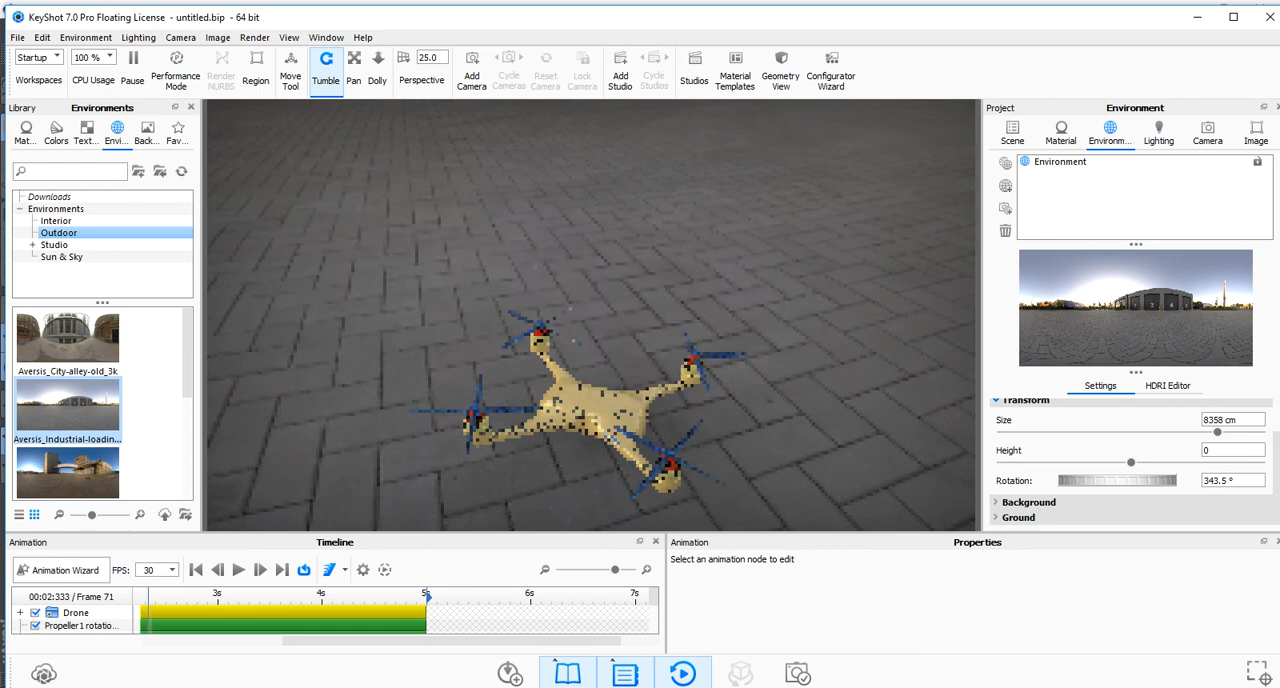 KeyShot 7.0 Pro Floating License - untitled.bip - 64 bit
File Edit Environment Lighting Camera Image Render View Window Help
Startup 100 % 25.0
Workspaces CPU Usage Pause Performance Mode Render NURBS Region Move Tool Tumble Pan Dolly Perspective Add Camera Cycle Cameras Reset Camera Lock Camera Add Studio Cycle Studios Studios Material Templates Geometry View Configurator Wizard
Library Environments
Mat... Colors Text... Envi... Back... Fav...
Downloads
Environments
Interior
Outdoor
Studio
Sun & Sky
Aversis_City-alley-old_3k
Aversis_Industrial-loadin...
Project Environment
Scene Material Environm... Lighting Camera Image
Environment
Settings HDRI Editor
Transform
Size 8358 cm
Height 0
Rotation: 343.5 °
Background
Ground
Animation Timeline
Animation Wizard FPS: 30
00:02:333 / Frame 71 3s 4s 5s 6s 7s
Drone
Propeller1 rotatio...
Animation Properties
Select an animation node to edit